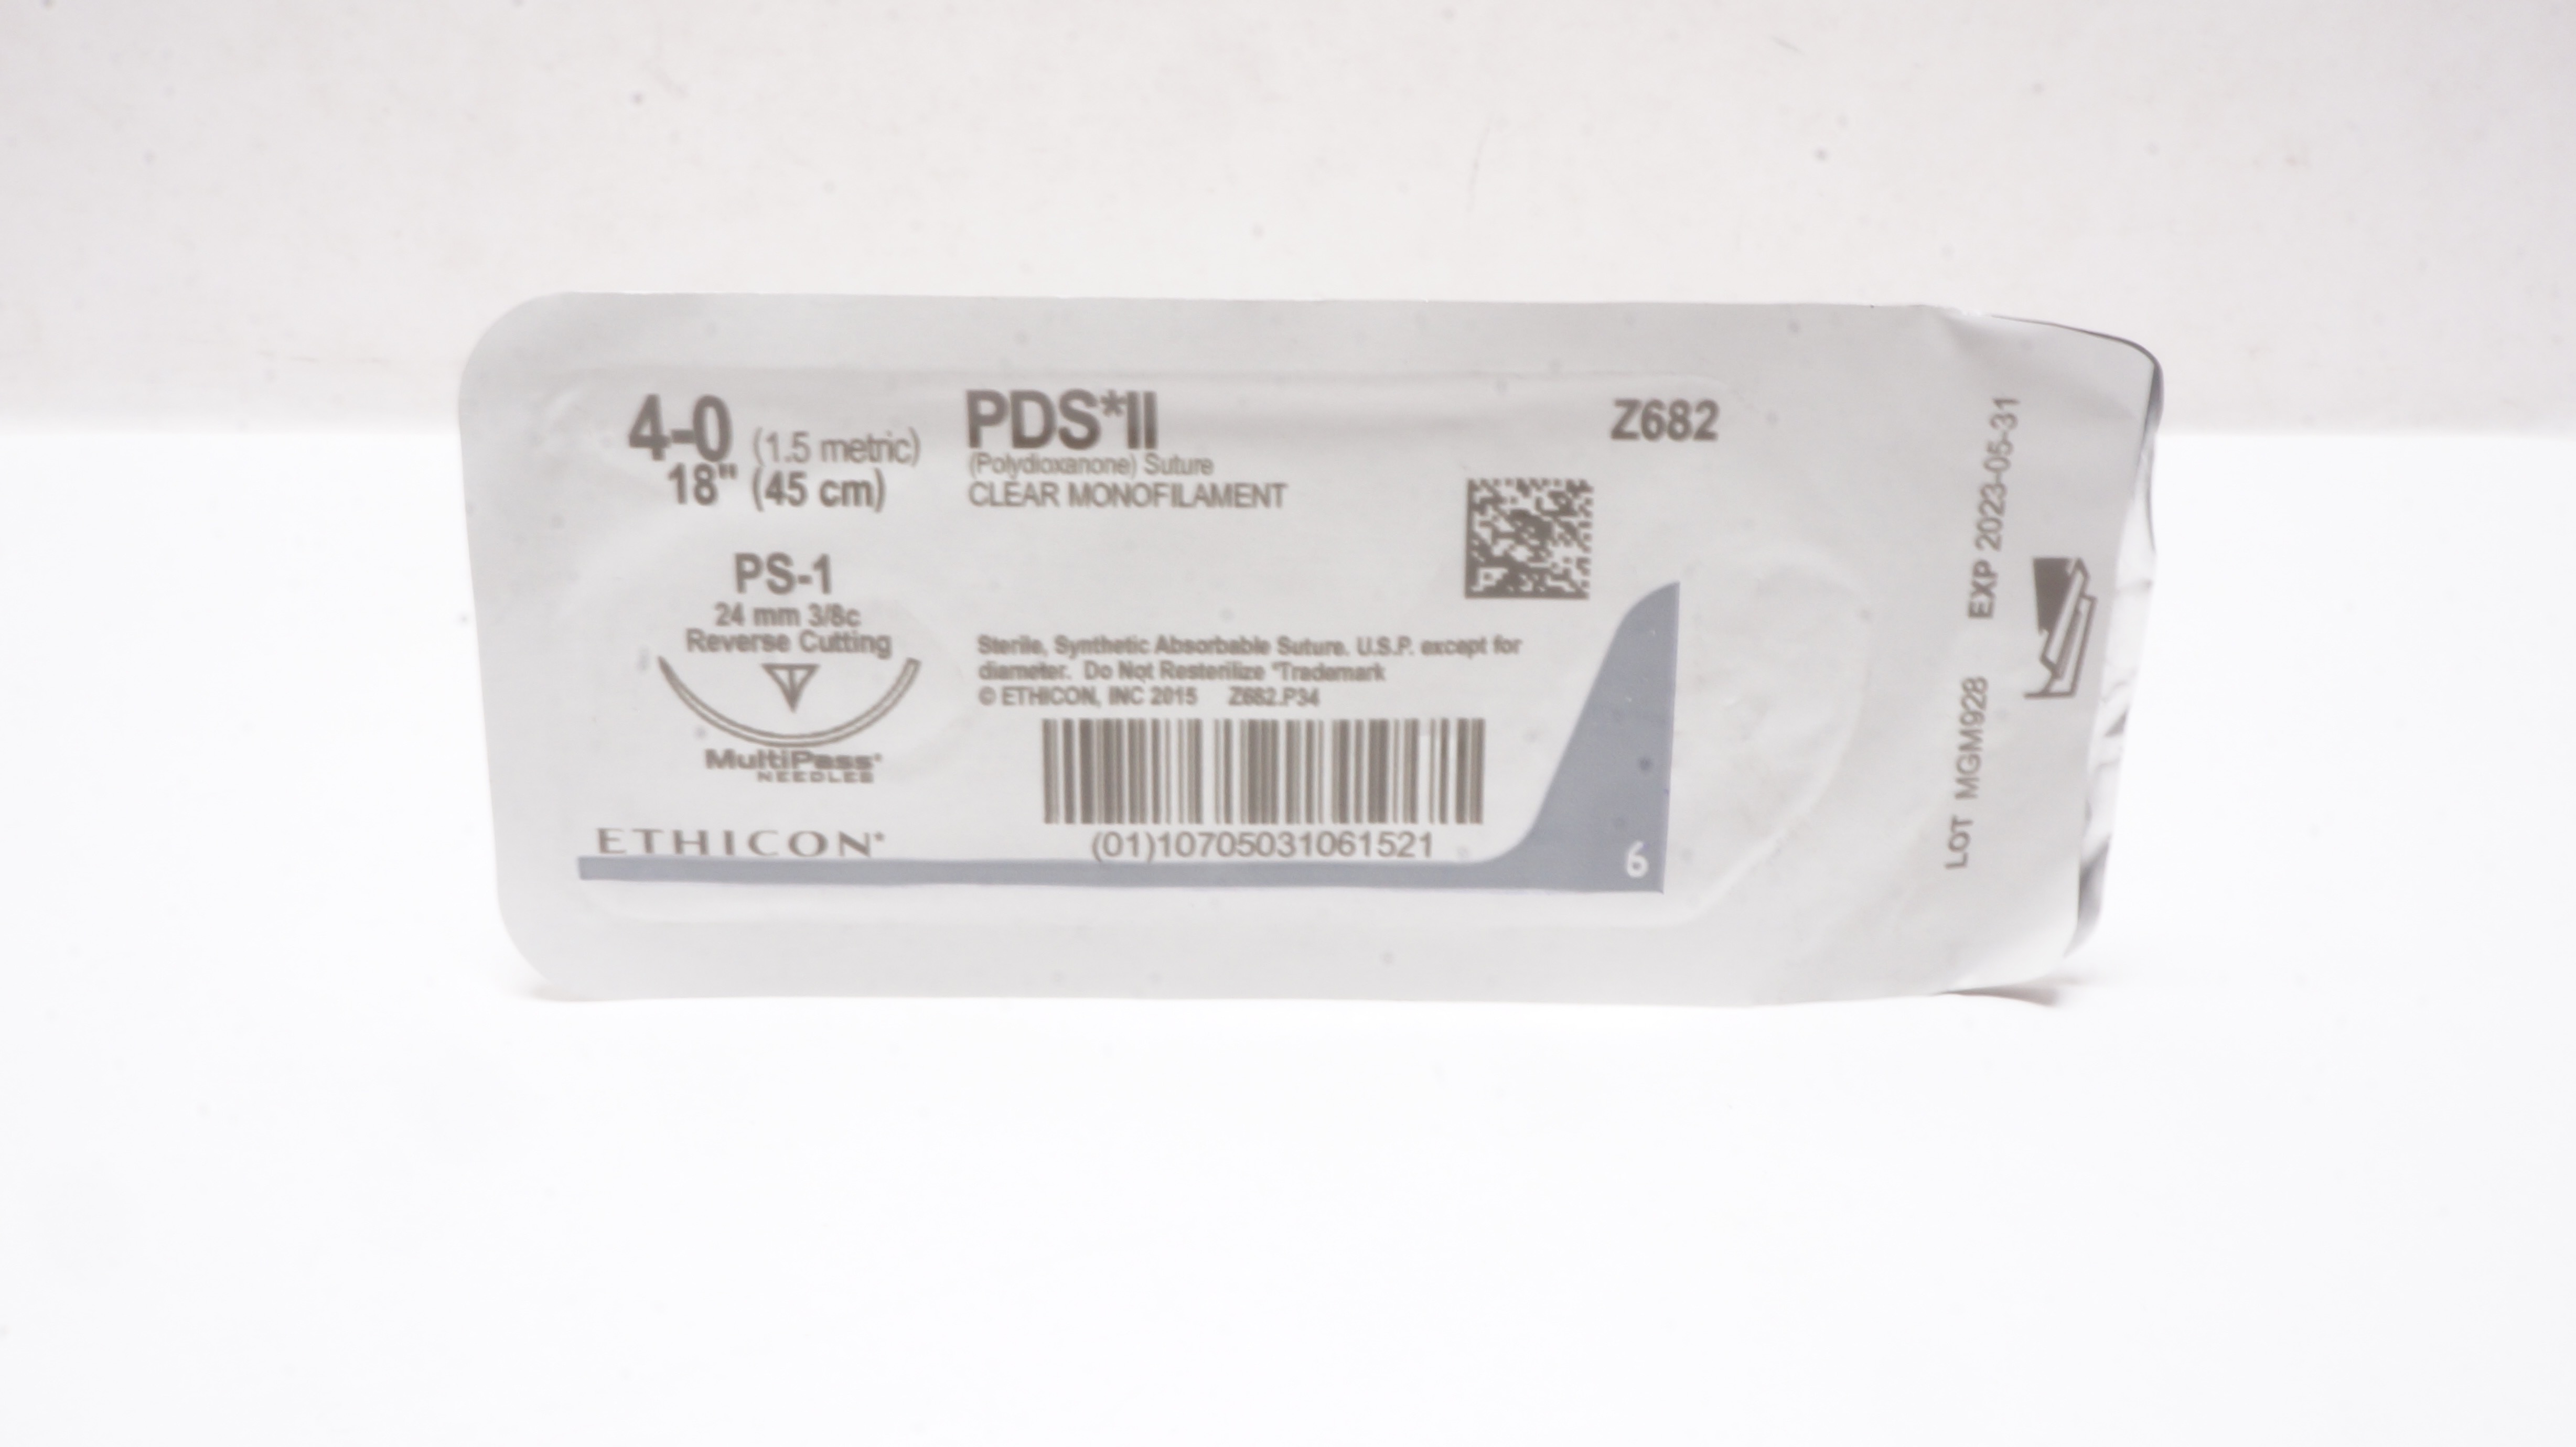 4-0 (1.5 metric)
18" (45 cm)
PDS*II
(Polydioxanone) Suture
CLEAR MONOFILAMENT
Z682
PS-1
24 mm 3/8c
Reverse Cutting
MultiPass*
NEEDLES
Sterile, Synthetic Absorbable Suture. U.S.P. except for
diameter. Do Not Resterilize *Trademark
© ETHICON, INC 2015 Z682.P34
(01)10705031061521
ETHICON*
6
LOT MGM928 EXP 2023-05-31